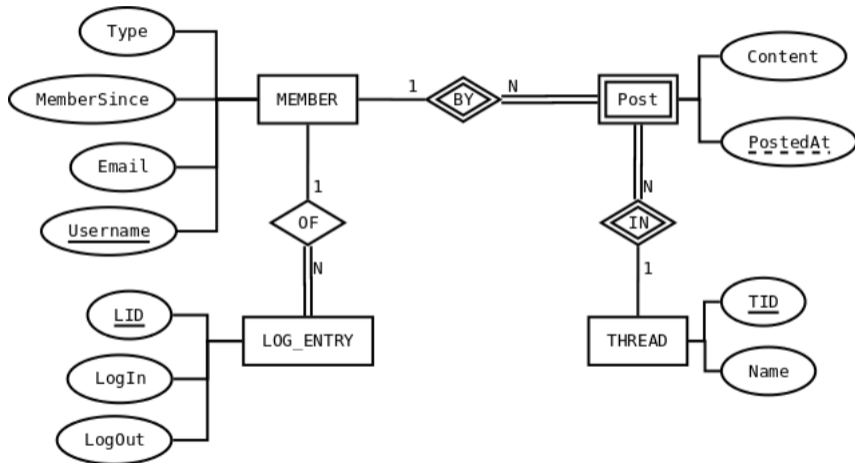 Type
MemberSince
Email
Username
MEMBER
1
BY
N
Post
Content
PostedAt
1
OF
N
N
IN
1
LID
LogIn
LogOut
LOG_ENTRY
THREAD
TID
Name